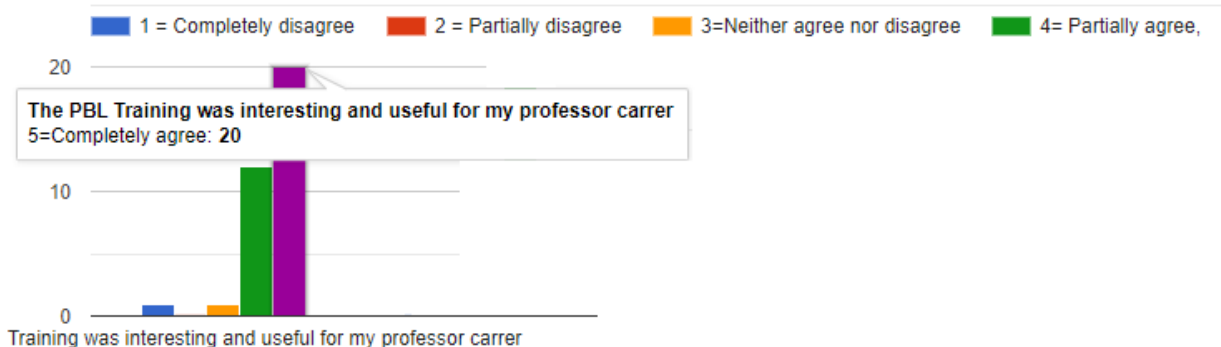 1 = Completely disagree 2 = Partially disagree 3=Neither agree nor disagree 4= Partially agree,
20
The PBL Training was interesting and useful for my professor carrer
5=Completely agree: 20
10
0
Training was interesting and useful for my professor carrer